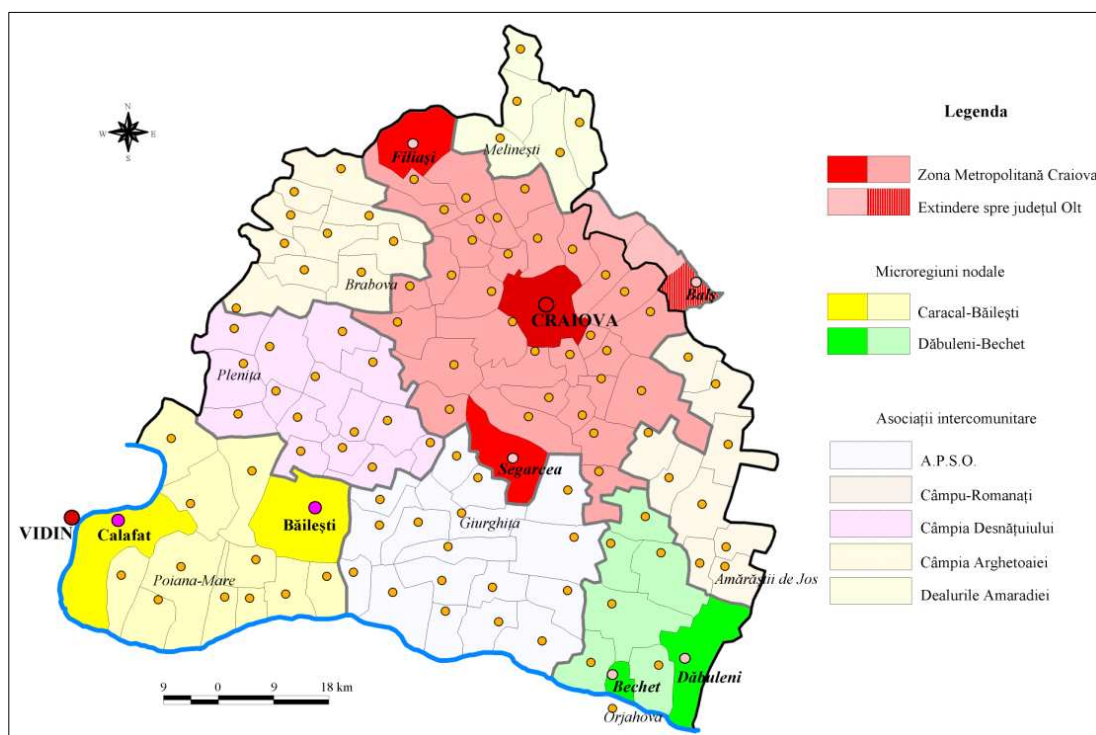 N
W E
S
Filiași
Melinești
Brabova
Balș
CRAIOVA
Plenița
Segarcea
Giurghița
VIDIN
Calafat
Băilești
Poiana-Mare
Amărăștii de Jos
Dăbuleni
Bechet
Orjahova
9 0 9 18 km
Legenda
Zona Metropolitană Craiova
Extindere spre județul Olt
Microregiuni nodale
Caracal-Băilești
Dăbuleni-Bechet
Asociații intercomunitare
A.P.S.O.
Câmpu-Romanați
Câmpia Desnățuiului
Câmpia Arghetoaiei
Dealurile Amaradiei